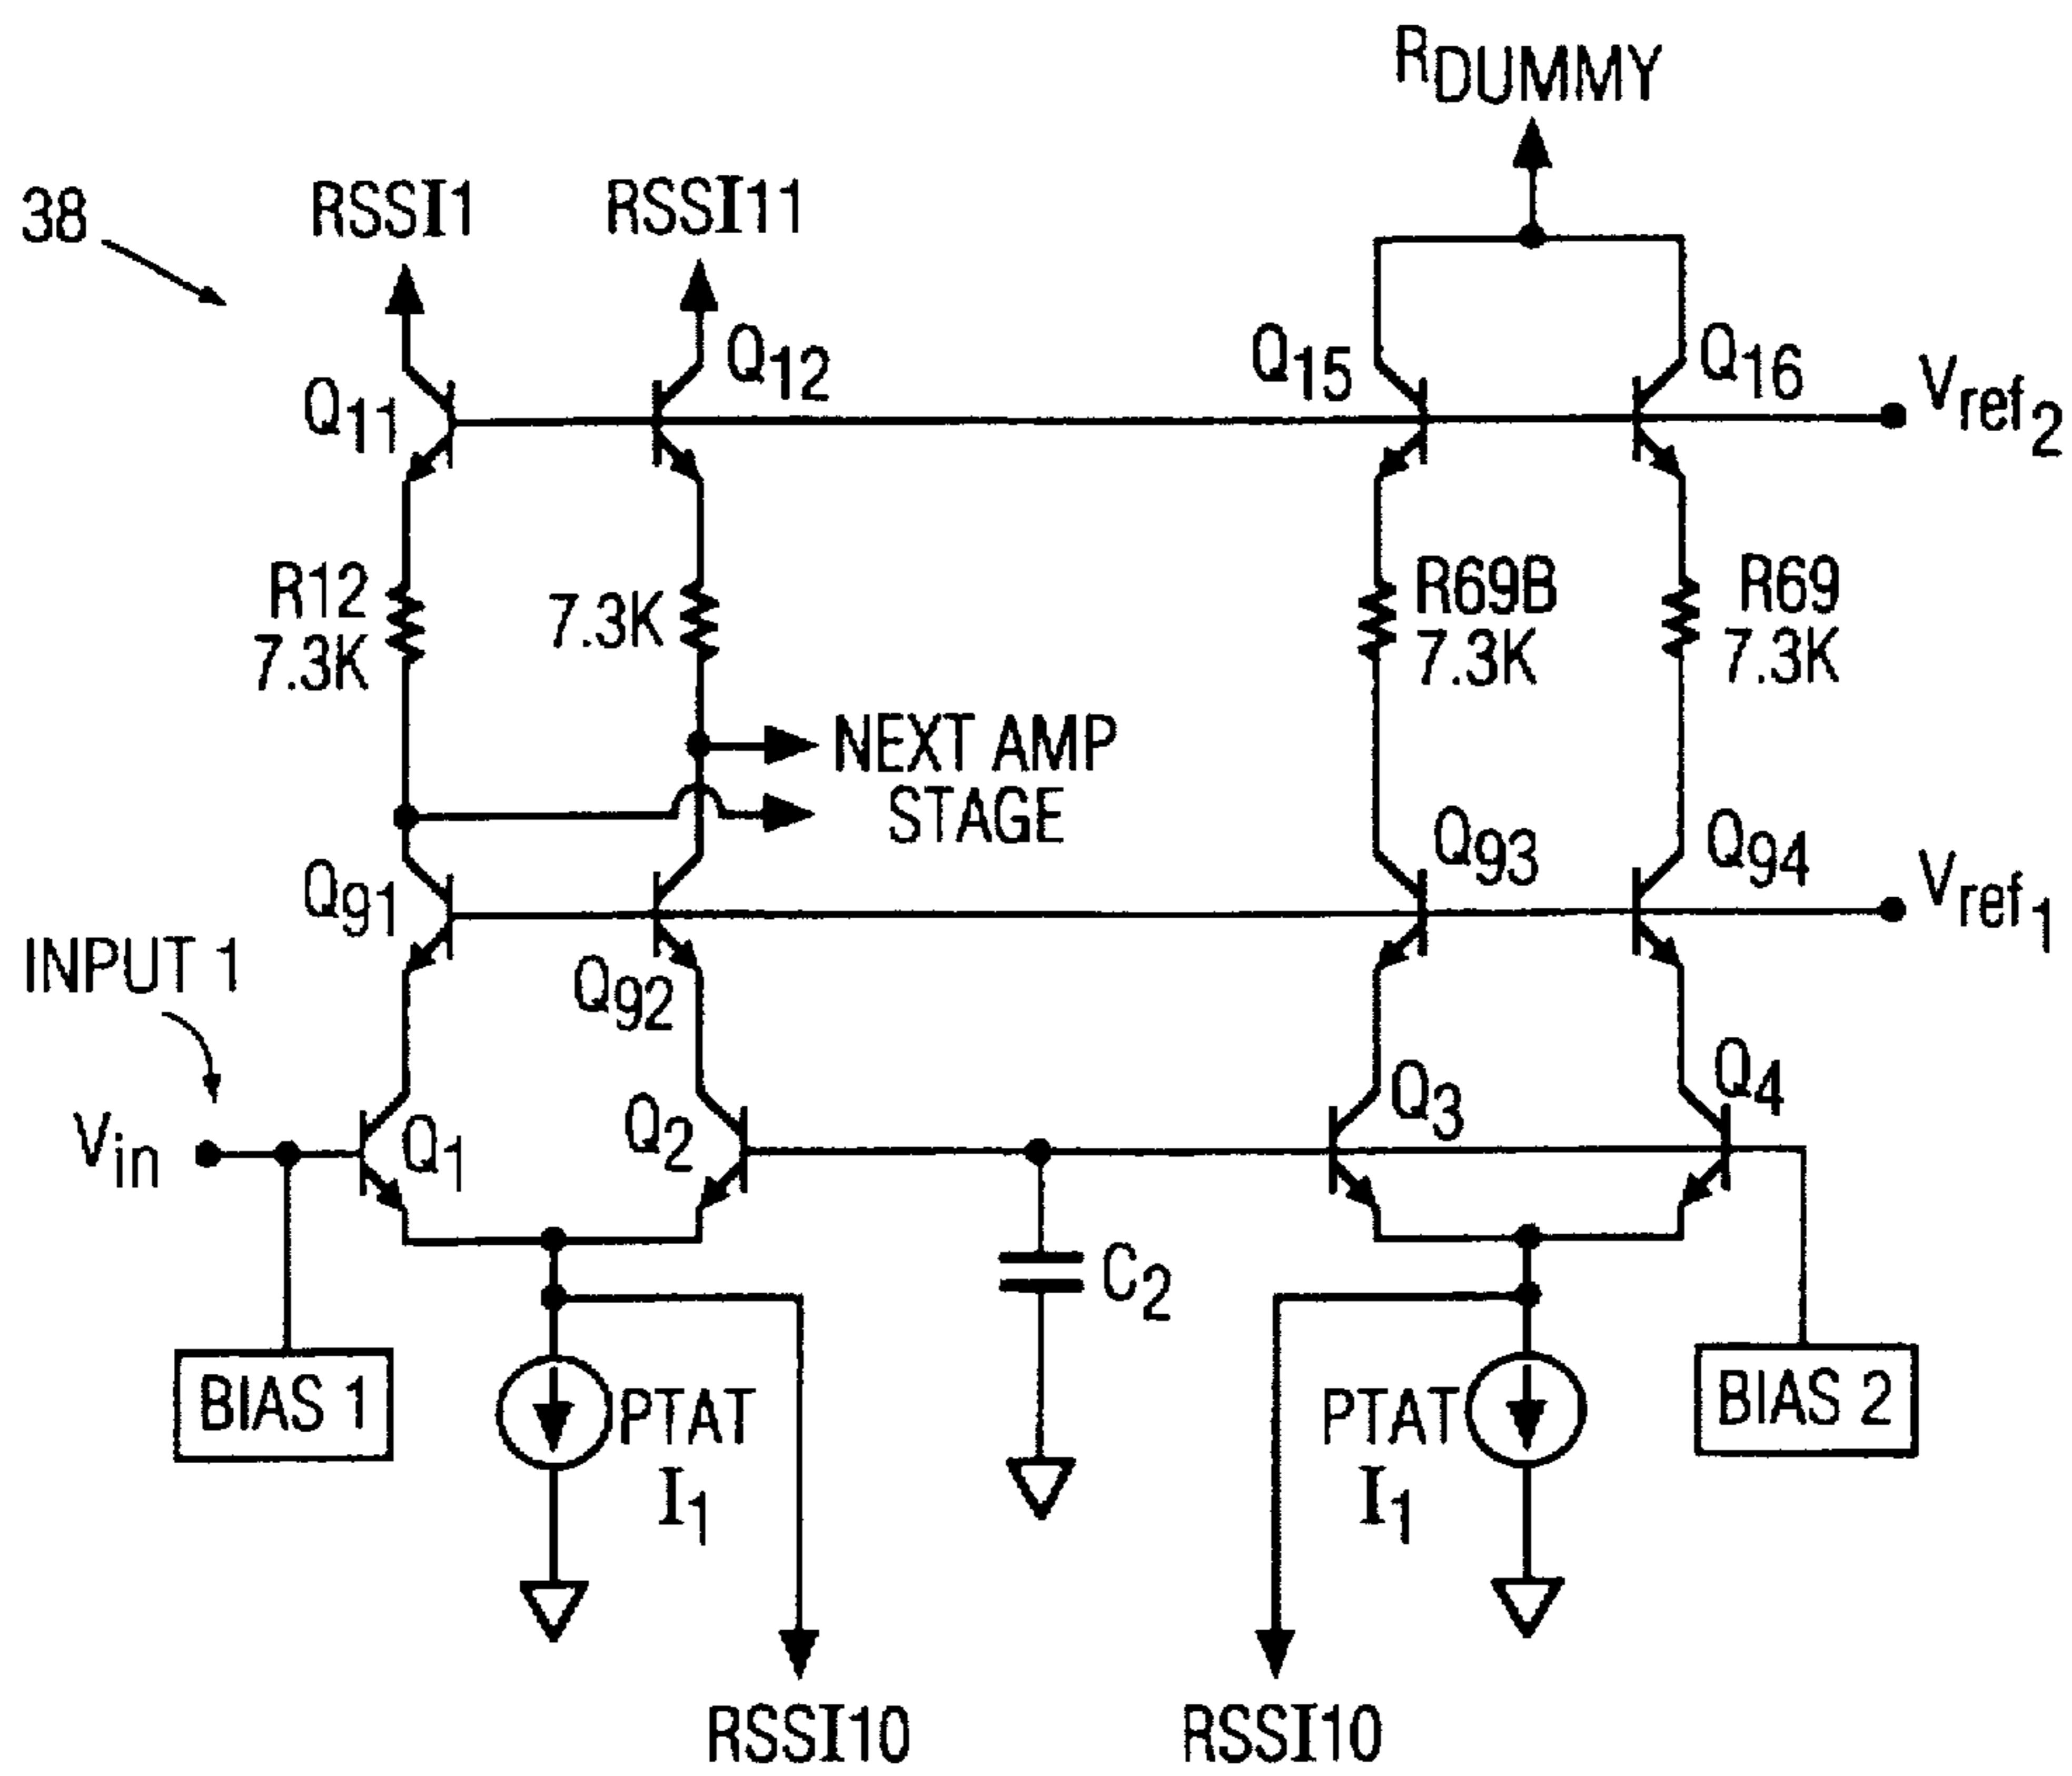 R_DUMMY
38
RSSI1
RSSI11
Q11
Q12
Q15
Q16
Vref2
R12
7.3K
7.3K
R69B
7.3K
R69
7.3K
NEXT AMP
STAGE
Q91
Q92
Q93
Q94
Vref1
INPUT 1
Vin
Q1
Q2
Q3
Q4
C2
BIAS 1
PTAT
I1
PTAT
I1
BIAS 2
RSSI10
RSSI10